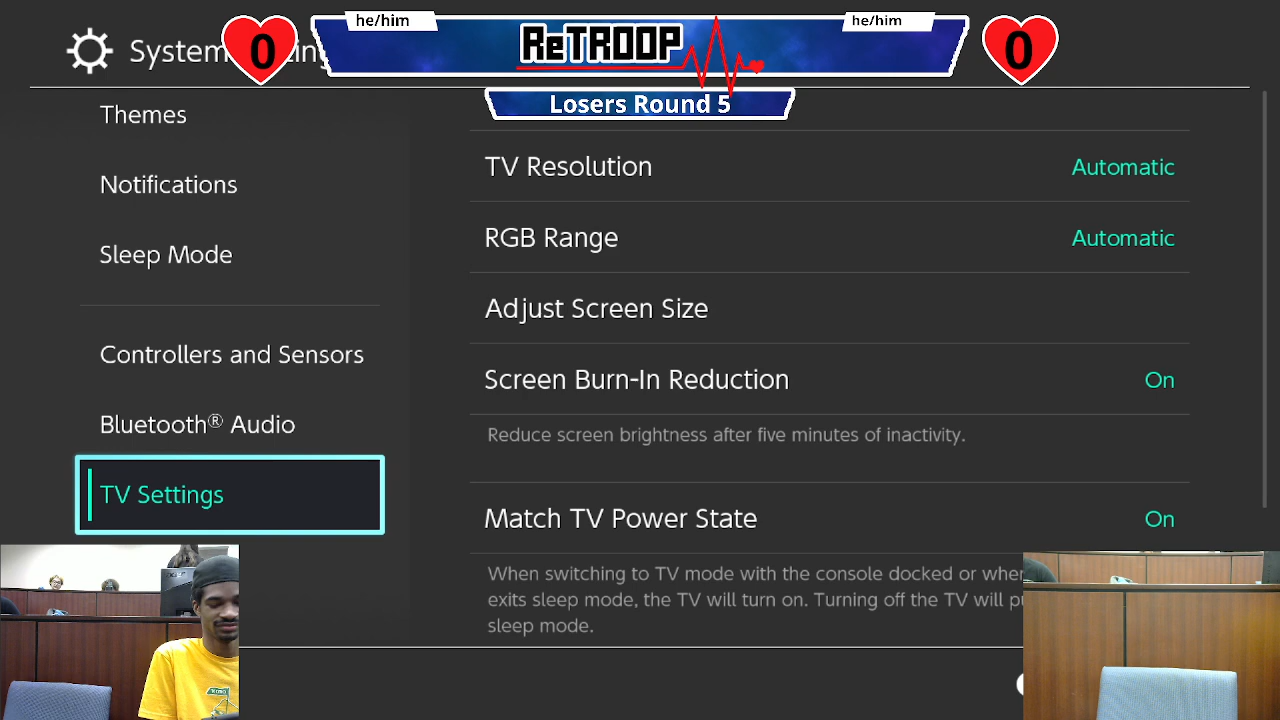 he/him
he/him
System
0
ReTROOP
0
Losers Round 5
Themes
Notifications
Sleep Mode
Controllers and Sensors
Bluetooth® Audio
TV Settings
TV Resolution
Automatic
RGB Range
Automatic
Adjust Screen Size
Screen Burn-In Reduction
On
Reduce screen brightness after five minutes of inactivity.
Match TV Power State
On
When switching to TV mode with the console docked or when
exits sleep mode, the TV will turn on. Turning off the TV will
sleep mode.